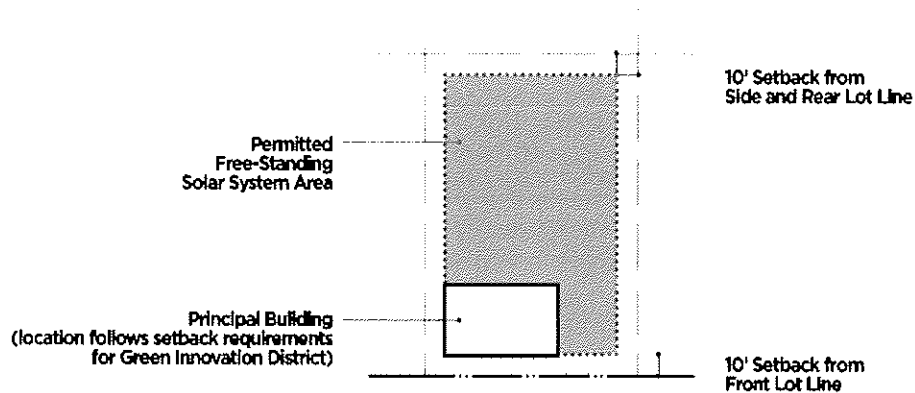 10' Setback from
Side and Rear Lot Line
Permitted
Free-Standing
Solar System Area
Principal Building
(location follows setback requirements
for Green Innovation District)
10' Setback from
Front Lot Line